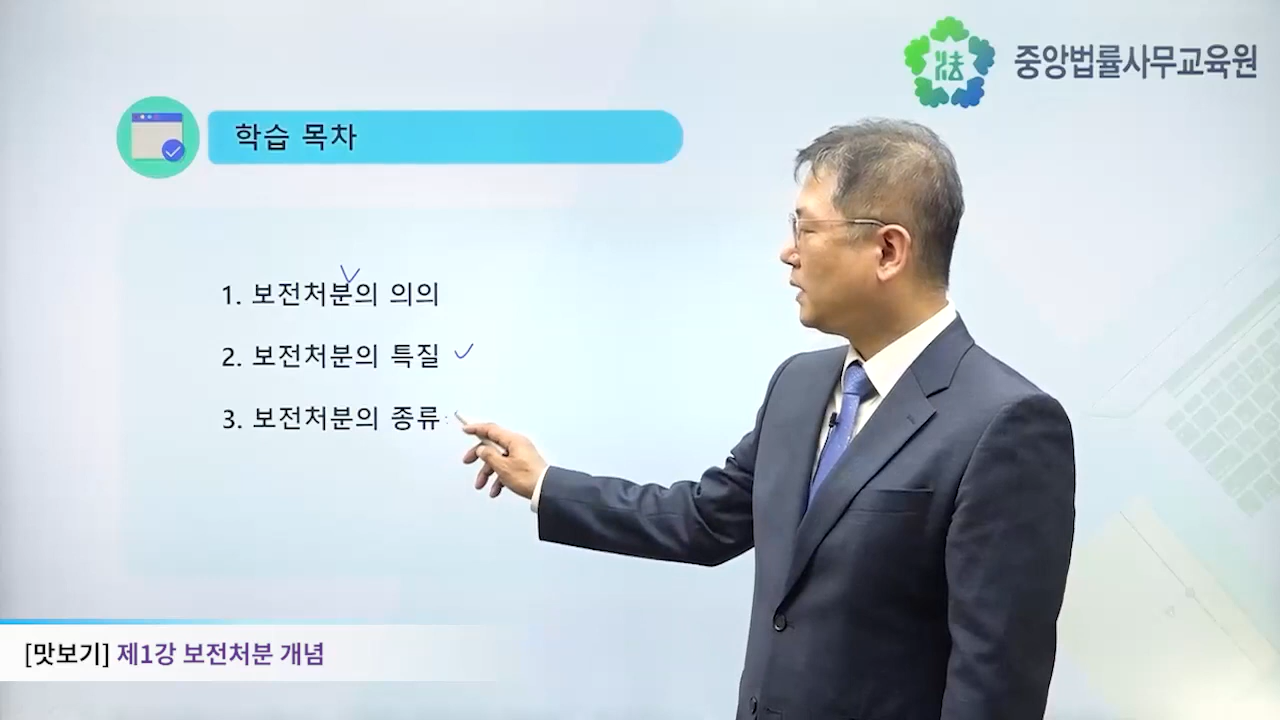 法 중앙법률사무교육원
학습 목차
1. 보전처분의 의의
2. 보전처분의 특질
3. 보전처분의 종류
[맛보기] 제1강 보전처분 개념